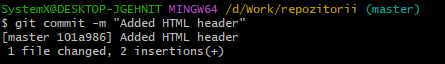 SystemX@DESKTOP-JGEHNIT MINGW64 /d/Work/repozitorii (master)
$ git commit -m "Added HTML header"
[master 101a986] Added HTML header
 1 file changed, 2 insertions(+)